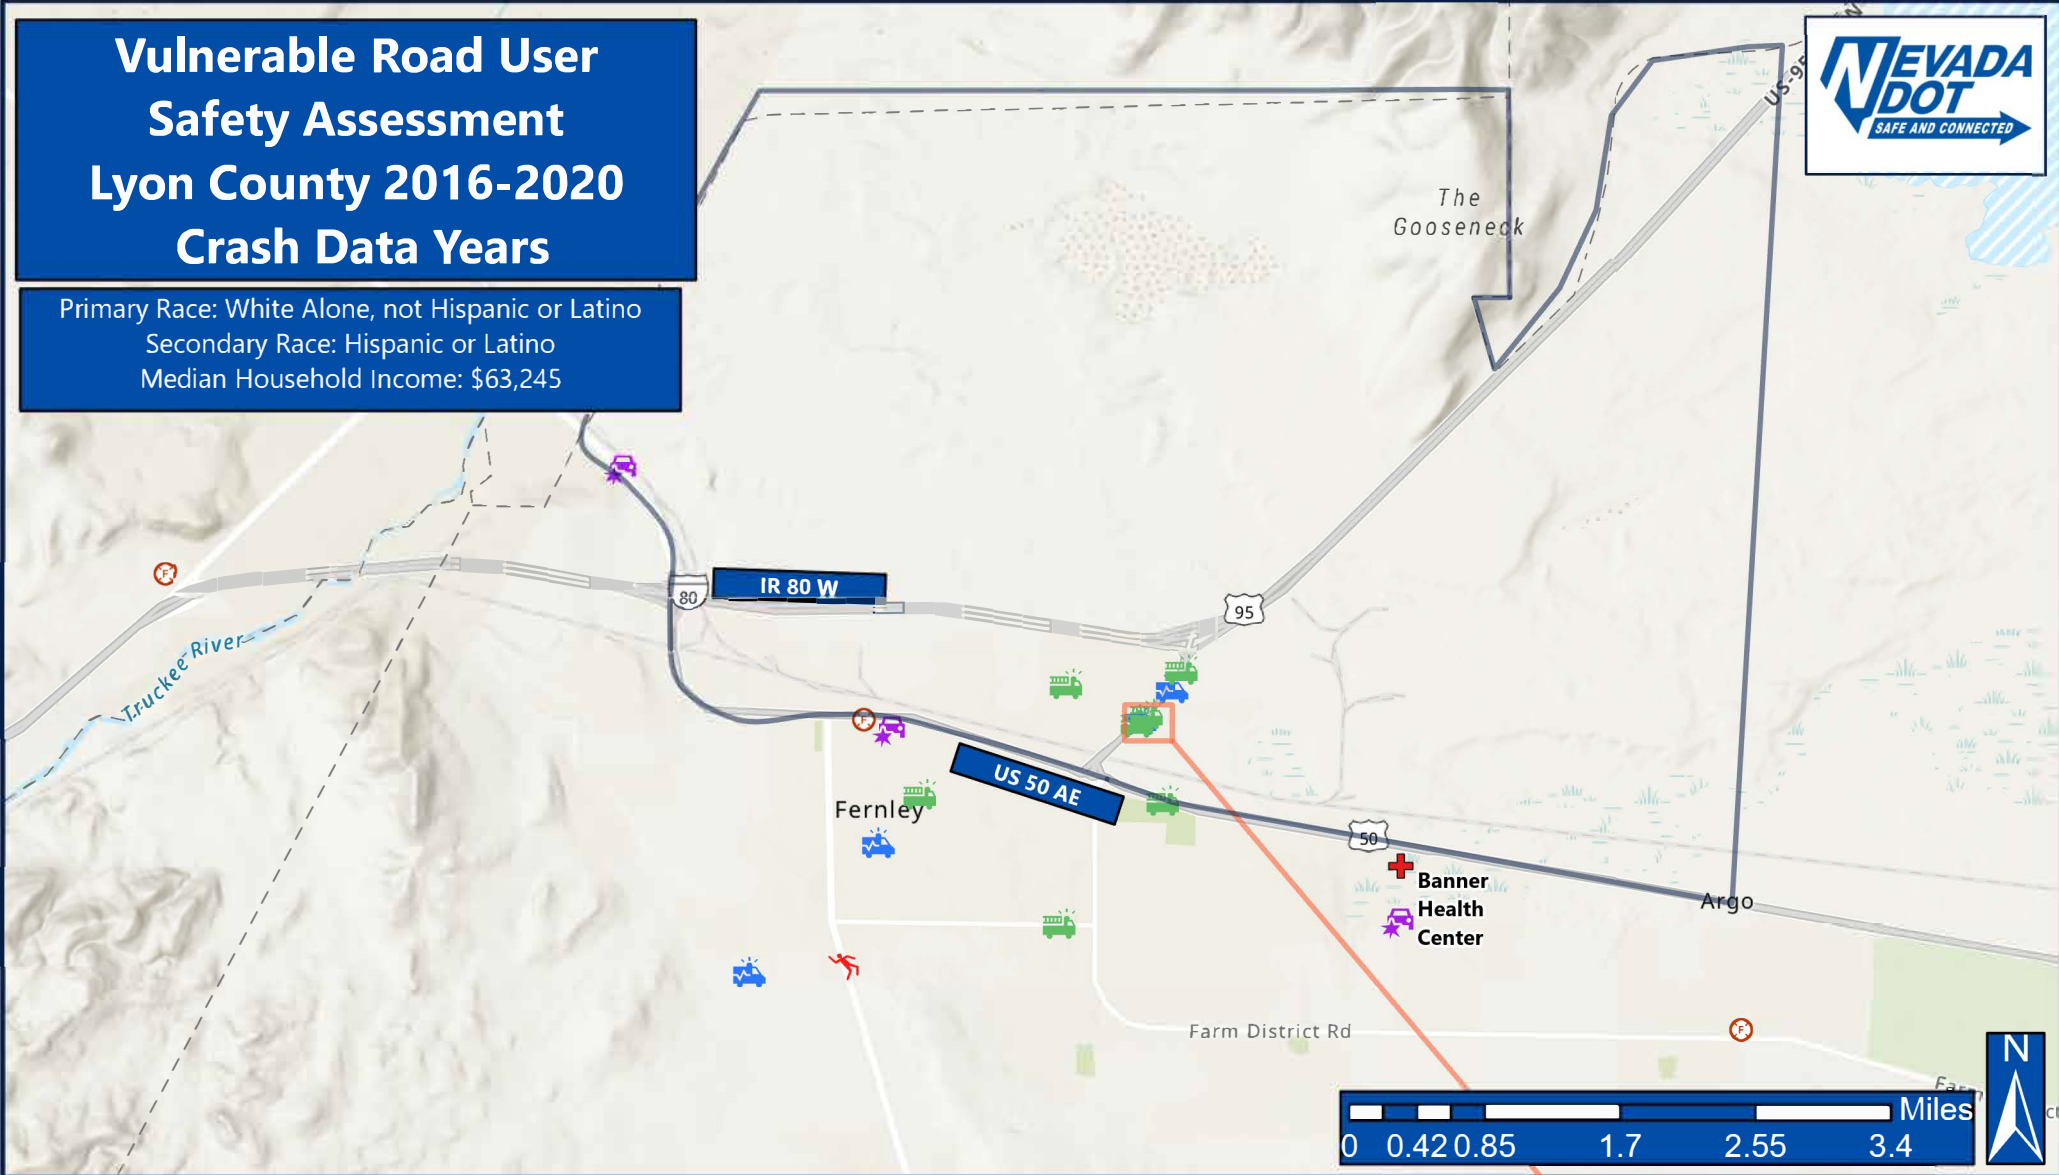 Vulnerable Road User
Safety Assessment
Lyon County 2016-2020
Crash Data Years
Primary Race: White Alone, not Hispanic or Latino
Secondary Race: Hispanic or Latino
Median Household Income: $63,245
NEVADA
DOT
SAFE AND CONNECTED
US-95
The
Gooseneck
IR 80 W
80
95
Truckee River
F
F
US 50 AE
Fernley
50
Banner
Health
Center
Argo
Farm District Rd
F
N
Miles
0 0.42 0.85 1.7 2.55 3.4